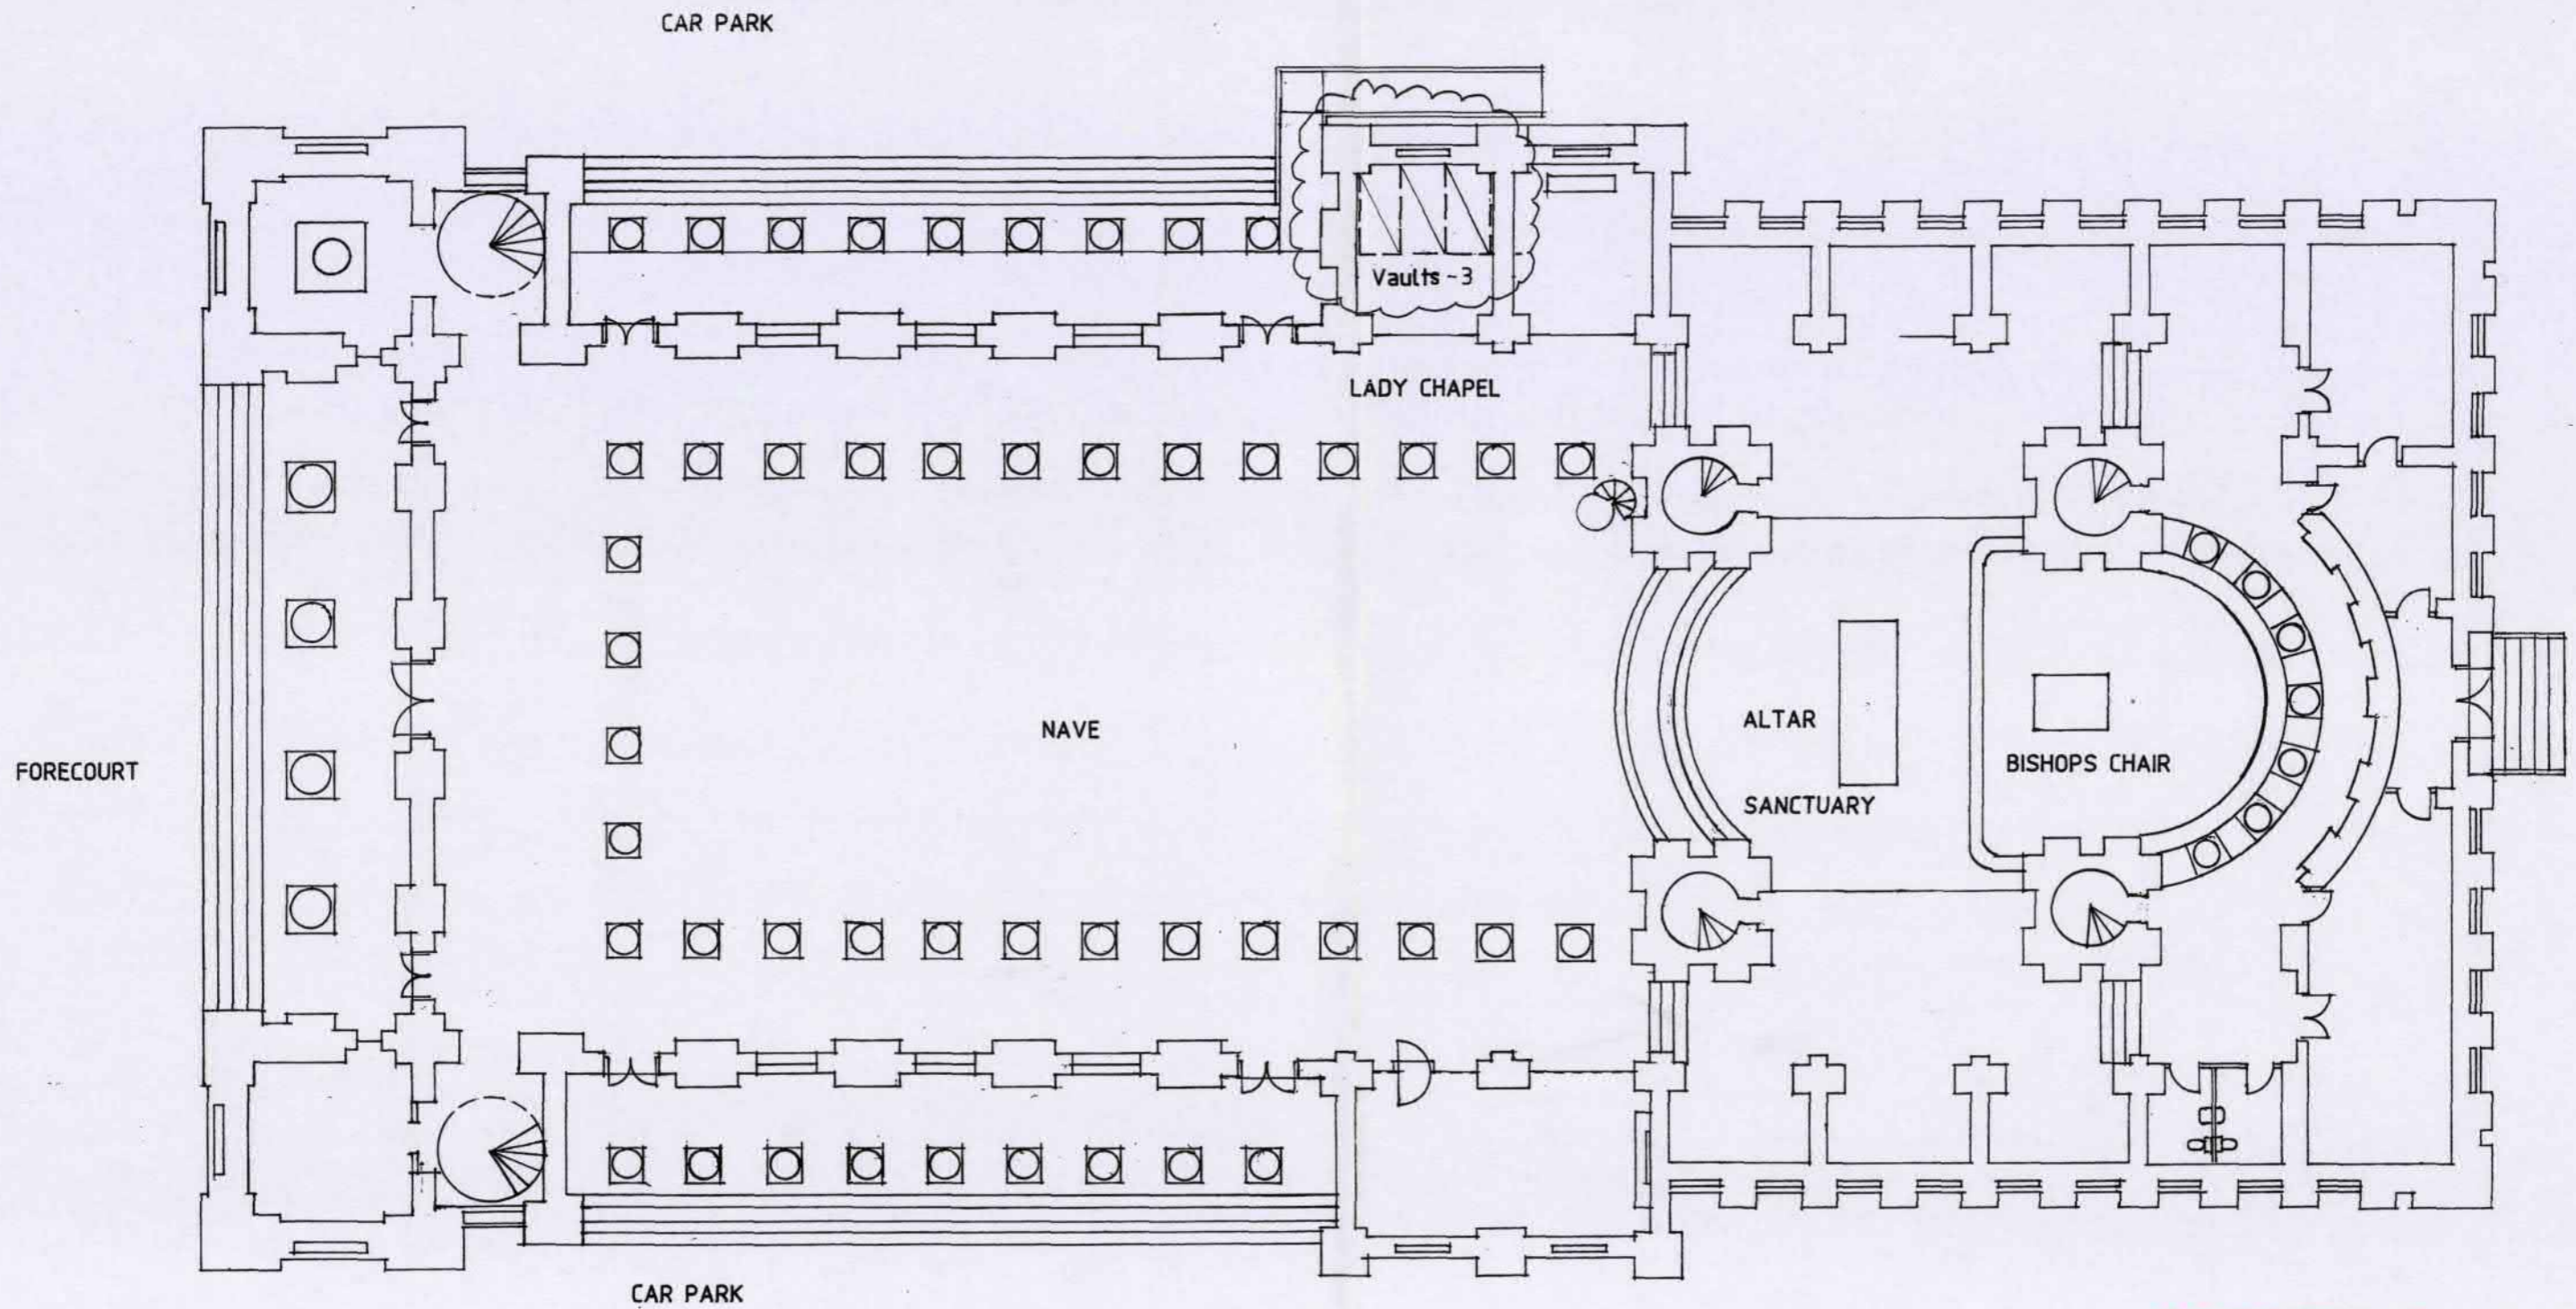 CAR PARK
Vaults - 3
LADY CHAPEL
NAVE
FORECOURT
ALTAR
SANCTUARY
BISHOPS CHAIR
CAR PARK